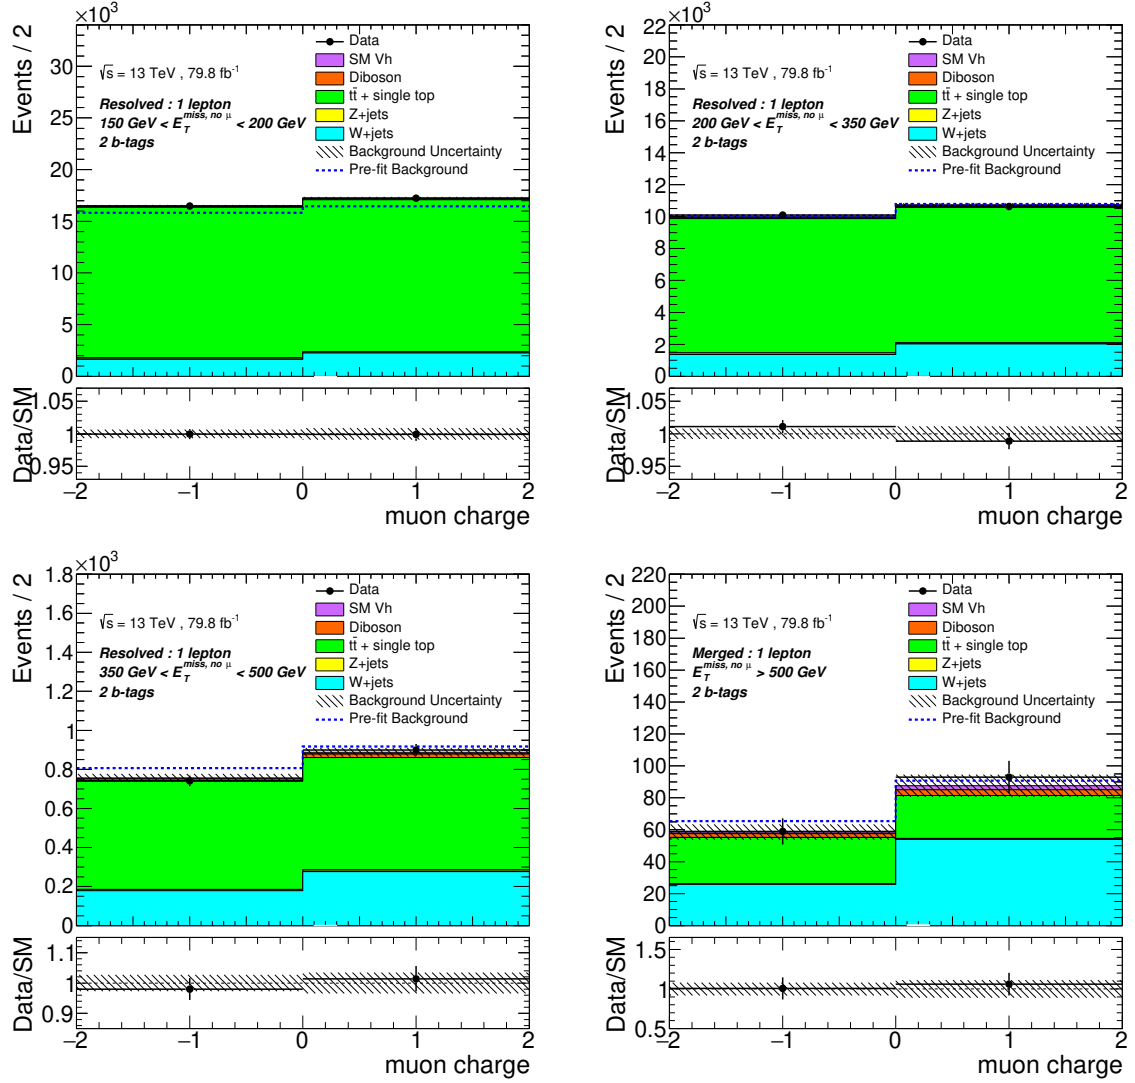 ×10³
Events / 2
Data
SM Vh
Diboson
tt̄ + single top
Z+jets
W+jets
Background Uncertainty
Pre-fit Background
√s = 13 TeV , 79.8 fb⁻¹
Resolved : 1 lepton
150 GeV < E_T^{miss, no μ} < 200 GeV
2 b-tags
30
25
20
15
10
5
0
Data/SM
1.05
1
0.95
−2 −1 0 1 2
muon charge
×10³
Events / 2
Data
SM Vh
Diboson
tt̄ + single top
Z+jets
W+jets
Background Uncertainty
Pre-fit Background
√s = 13 TeV , 79.8 fb⁻¹
Resolved : 1 lepton
200 GeV < E_T^{miss, no μ} < 350 GeV
2 b-tags
22
20
18
16
14
12
10
8
6
4
2
0
Data/SM
1.05
1
0.95
−2 −1 0 1 2
muon charge
×10³
Events / 2
Data
SM Vh
Diboson
tt̄ + single top
Z+jets
W+jets
Background Uncertainty
Pre-fit Background
√s = 13 TeV , 79.8 fb⁻¹
Resolved : 1 lepton
350 GeV < E_T^{miss, no μ} < 500 GeV
2 b-tags
1.8
1.6
1.4
1.2
1
0.8
0.6
0.4
0.2
0
Data/SM
1.1
1
0.9
−2 −1 0 1 2
muon charge
Events / 2
Data
SM Vh
Diboson
tt̄ + single top
Z+jets
W+jets
Background Uncertainty
Pre-fit Background
√s = 13 TeV , 79.8 fb⁻¹
Merged : 1 lepton
E_T^{miss, no μ} > 500 GeV
2 b-tags
220
200
180
160
140
120
100
80
60
40
20
0
Data/SM
1.5
1
0.5
−2 −1 0 1 2
muon charge